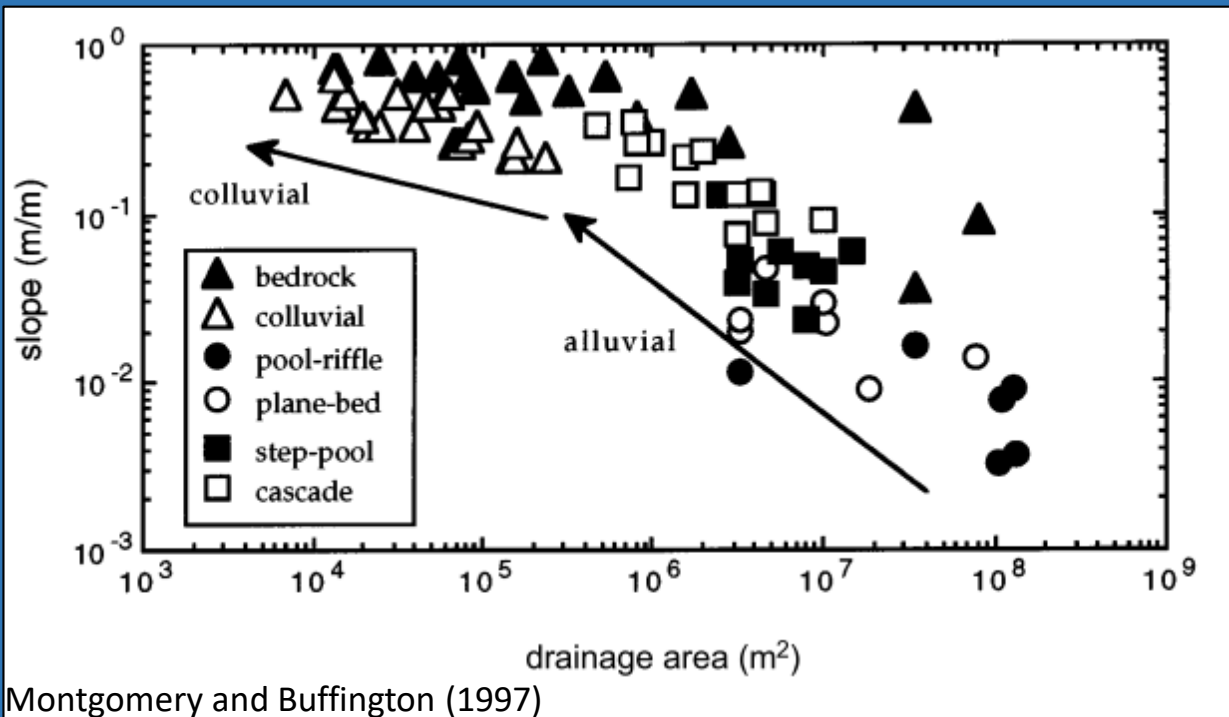 10^0
10^-1
10^-2
10^-3
slope (m/m)
colluvial
alluvial
bedrock
colluvial
pool-riffle
plane-bed
step-pool
cascade
10^3 10^4 10^5 10^6 10^7 10^8 10^9
drainage area (m^2)
Montgomery and Buffington (1997)